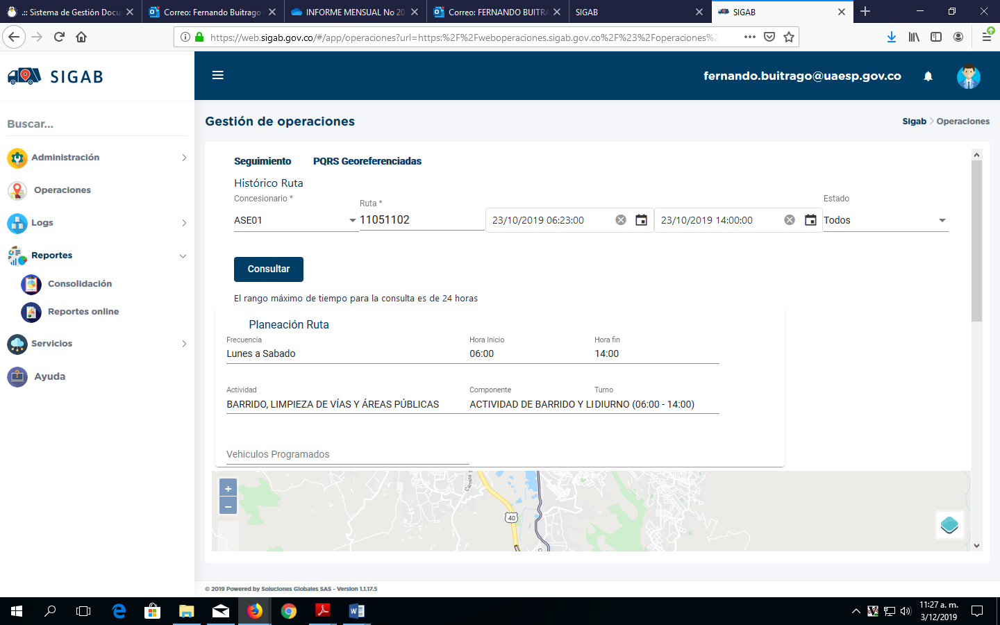 .:: Sistema de Gestión Docu
Correo: Fernando Buitrago
INFORME MENSUAL No 20
Correo: FERNANDO BUITRA
SIGAB
SIGAB
https://web.sigab.gov.co/#/app/operaciones?url=https:%2F%2Fweboperaciones.sigab.gov.co%2F%23%2Foperaciones%2
SIGAB
fernando.buitrago@uaesp.gov.co
Buscar...
Administración
Operaciones
Logs
Reportes
Consolidación
Reportes online
Servicios
Ayuda
Gestión de operaciones
Sigab > Operaciones
Seguimiento
PQRS Georeferenciadas
Histórico Ruta
Concesionario *
Ruta *
Estado
ASE01
11051102
23/10/2019 06:23:00
23/10/2019 14:00:00
Todos
Consultar
El rango máximo de tiempo para la consulta es de 24 horas
Planeación Ruta
Frecuencia
Hora Inicio
Hora fin
Lunes a Sabado
06:00
14:00
Actividad
Componente
Turno
BARRIDO, LIMPIEZA DE VÍAS Y ÁREAS PÚBLICAS
ACTIVIDAD DE BARRIDO Y LI
DIURNO (06:00 - 14:00)
Vehiculos Programados
+
−
40
© 2019 Powered by Soluciones Globales SAS - Version 1.1.17.5
11:27 a. m.
3/12/2019